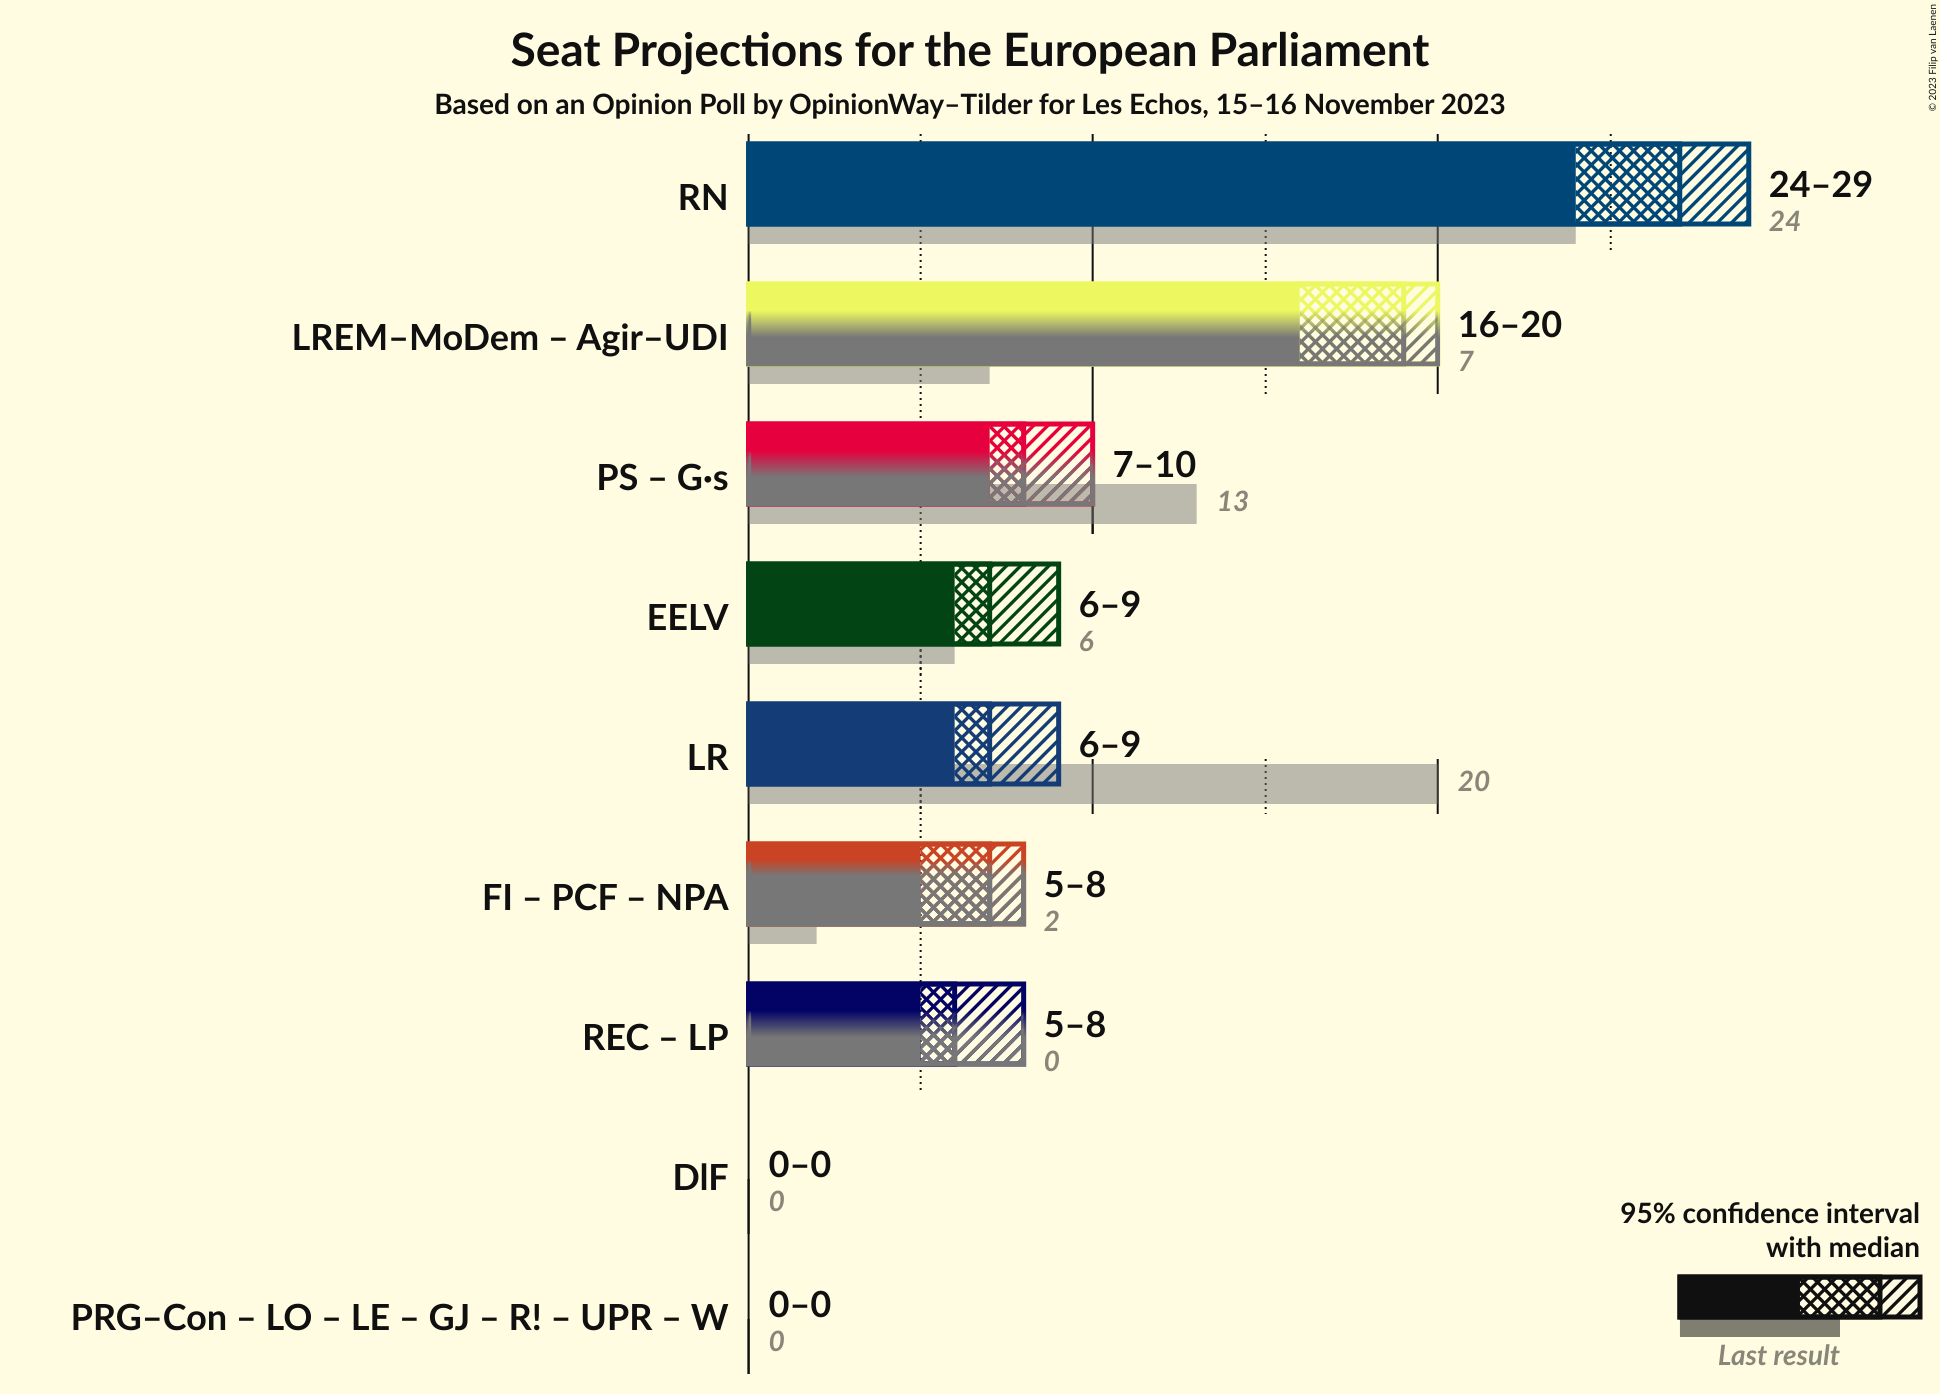 Seat Projections for the European Parliament
Based on an Opinion Poll by OpinionWay–Tilder for Les Echos, 15–16 November 2023
© 2023 Filip van Laenen
RN
24–29
24
LREM–MoDem – Agir–UDI
16–20
7
PS – G·s
7–10
13
EELV
6–9
6
LR
6–9
20
FI – PCF – NPA
5–8
2
REC – LP
5–8
0
DIF
0–0
0
PRG–Con – LO – LE – GJ – R! – UPR – W
0–0
0
95% confidence interval
with median
Last result